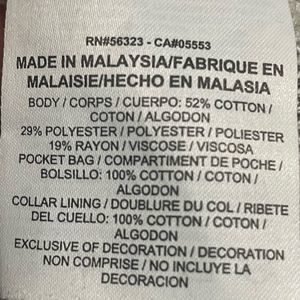 RN#56323 - CA#05553
MADE IN MALAYSIA/FABRIQUE EN
MALAISIE/HECHO EN MALASIA
BODY / CORPS / CUERPO: 52% COTTON /
COTON / ALGODON
29% POLYESTER / POLYESTER / POLIESTER
19% RAYON / VISCOSE / VISCOSA
POCKET BAG / COMPARTIMENT DE POCHE /
BOLSILLO: 100% COTTON / COTON /
ALGODON
COLLAR LINING / DOUBLURE DU COL / RIBETE
DEL CUELLO: 100% COTTON / COTON /
ALGODON
EXCLUSIVE OF DECORATION / DECORATION
NON COMPRISE / NO INCLUYE LA
DECORACION